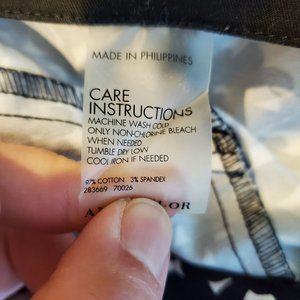 MADE IN PHILIPPINES
CARE
INSTRUCTIONS
MACHINE WASH COLD
ONLY NON-CHLORINE BLEACH
WHEN NEEDED
TUMBLE DRY LOW
COOL IRON IF NEEDED
97% COTTON 3% SPANDEX
283669 70026